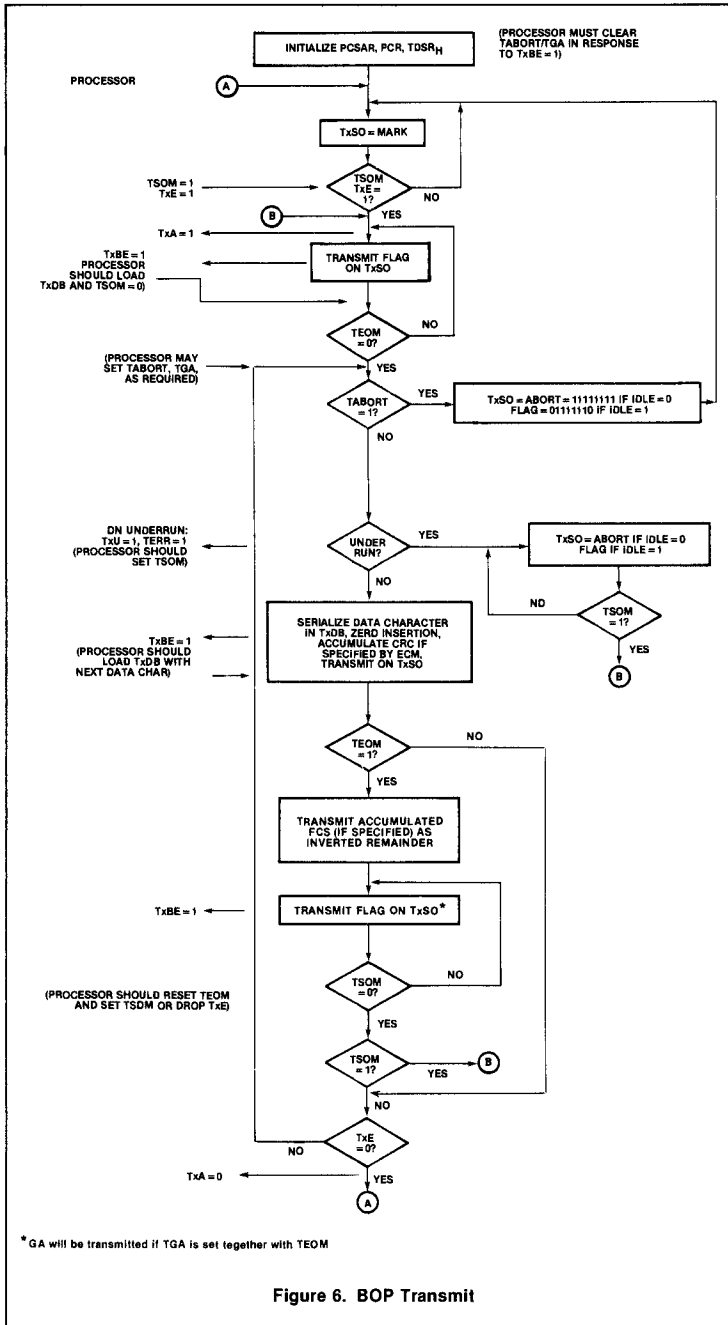 INITIALIZE PCSAR, PCR, TDSRH
(PROCESSOR MUST CLEAR
TABORT/TGA IN RESPONSE
TO TxBE = 1)
PROCESSOR
A
TxSO = MARK
TSOM = 1
TxE = 1
TSOM
TxE =
1?
NO
YES
B
TxA = 1
TRANSMIT FLAG
ON TxSO
TxBE = 1
PROCESSOR
SHOULD LOAD
TxDB AND TSOM = 0)
TEOM
= 0?
NO
YES
(PROCESSOR MAY
SET TABORT, TGA,
AS REQUIRED)
TABORT
= 1?
YES
TxSO = ABORT = 11111111 IF IDLE = 0
FLAG = 01111110 IF IDLE = 1
NO
DN UNDERRUN:
TxU = 1, TERR = 1
(PROCESSOR SHOULD
SET TSOM)
UNDER
RUN?
YES
TxSO = ABORT IF IDLE = 0
FLAG IF IDLE = 1
ND
TSOM
= 1?
YES
B
NO
SERIALIZE DATA CHARACTER
IN TxDB, ZERO INSERTION,
ACCUMULATE CRC IF
SPECIFIED BY ECM,
TRANSMIT ON TxSO
TxBE = 1
(PROCESSOR SHOULD
LOAD TxDB WITH
NEXT DATA CHAR)
TEOM
= 1?
NO
YES
TRANSMIT ACCUMULATED
FCS (IF SPECIFIED) AS
INVERTED REMAINDER
TxBE = 1
TRANSMIT FLAG ON TxSO*
TSOM
= 0?
NO
(PROCESSOR SHOULD RESET TEOM
AND SET TSDM OR DROP TxE)
YES
TSOM
= 1?
YES
B
NO
TxE
= 0?
NO
YES
TxA = 0
A
* GA will be transmitted if TGA is set tegether with TEOM
Figure 6. BOP Transmit